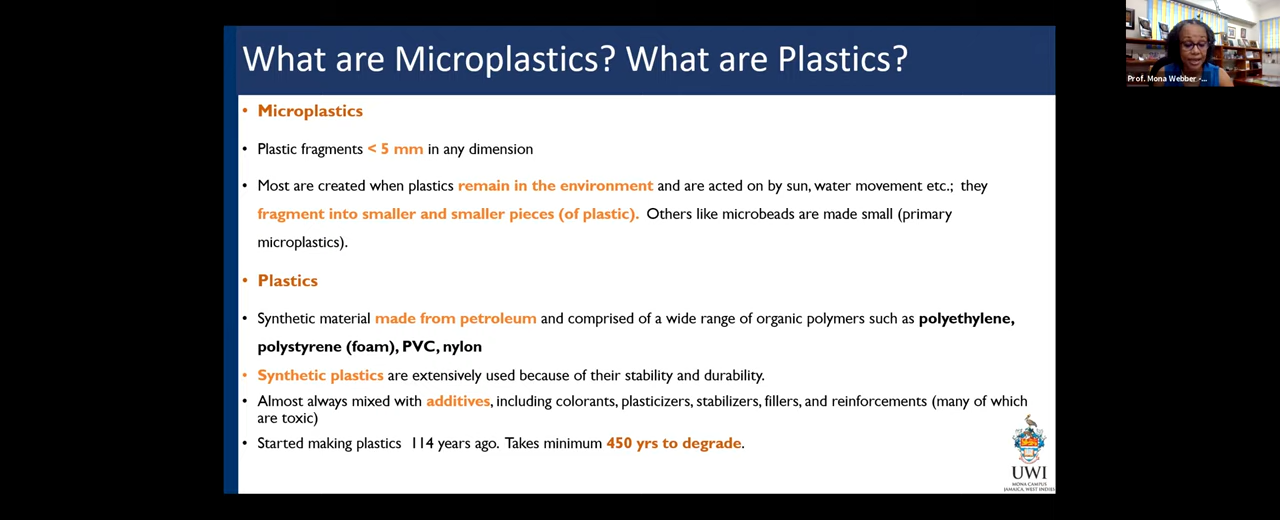 What are Microplastics? What are Plastics?
Prof. Mona Webber -...
• Microplastics
• Plastic fragments < 5 mm in any dimension
• Most are created when plastics remain in the environment and are acted on by sun, water movement etc.; they
fragment into smaller and smaller pieces (of plastic). Others like microbeads are made small (primary
microplastics).
• Plastics
• Synthetic material made from petroleum and comprised of a wide range of organic polymers such as polyethylene,
polystyrene (foam), PVC, nylon
• Synthetic plastics are extensively used because of their stability and durability.
• Almost always mixed with additives, including colorants, plasticizers, stabilizers, fillers, and reinforcements (many of which
are toxic)
• Started making plastics 114 years ago. Takes minimum 450 yrs to degrade.
UWI
MONA CAMPUS
JAMAICA, WEST INDIES